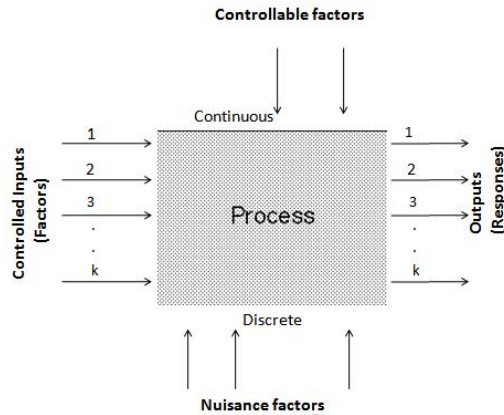 Controllable factors
Continuous
Controlled Inputs
(Factors)
1
2
3
.
.
k
Process
1
2
3
.
.
k
Outputs
(Responses)
Discrete
Nuisance factors